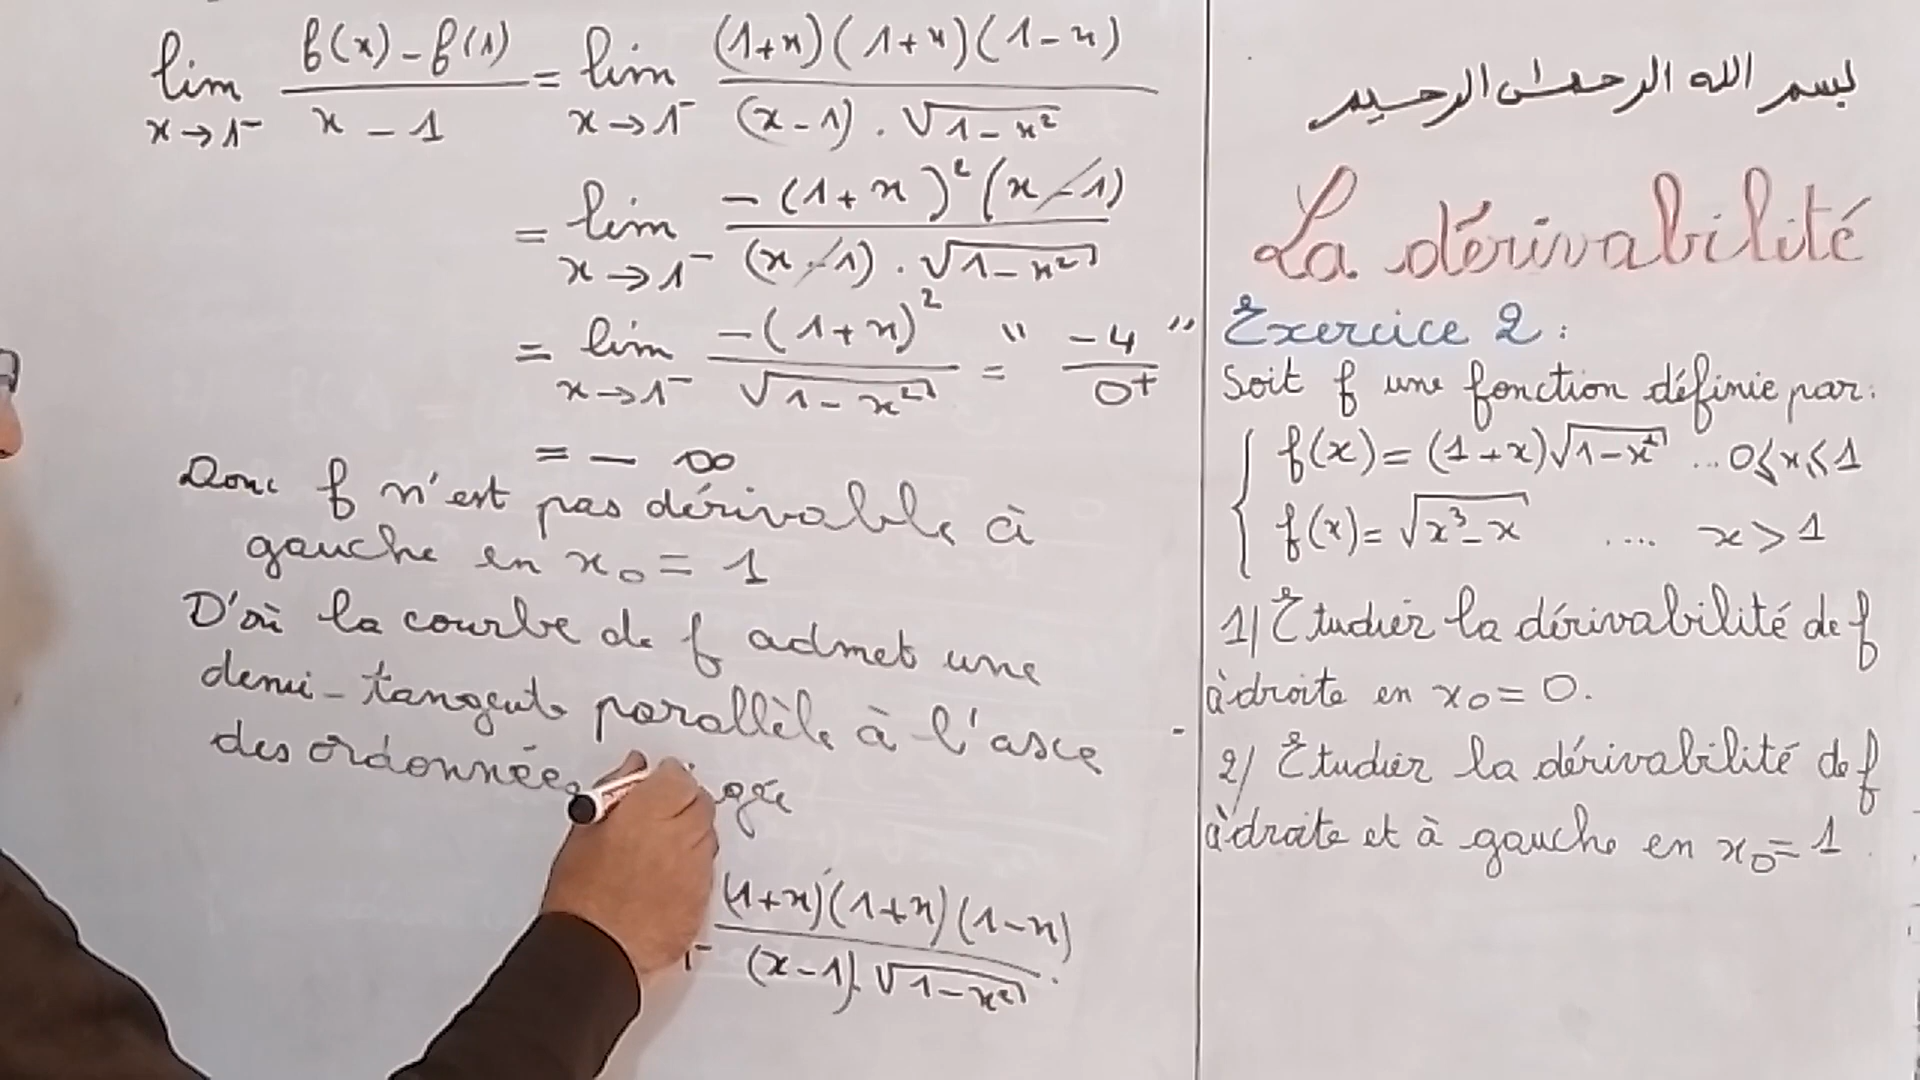 lim x→1⁻ (f(x)-f(1))/(x-1) = lim x→1⁻ ((1+x)(1+x)(1-x))/((x-1).√(1-x²))
= lim x→1⁻ (-(1+x)²(x-1))/((x-1).√(1-x²))
= lim x→1⁻ (-(1+x)²)/√(1-x²) = " -4/0⁺ "
= -∞
Donc f n'est pas dérivable à
gauche en x₀ = 1
D'où la courbe de f admet une
demi-tangente parallèle à l'axe
des ordonnées
((1+x)(1+x)(1-x))/((x-1).√(1-x²))
بسم الله الرحمان الرحيم
La dérivabilité
Exercice 2 :
Soit f une fonction définie par:
f(x)= (1+x)√(1-x²) ... 0≤x≤1
f(x)= √(x³-x) .... x>1
1) Etudier la dérivabilité de f
à droite en x₀=0.
2) Etudier la dérivabilité de f
à droite et à gauche en x₀=1